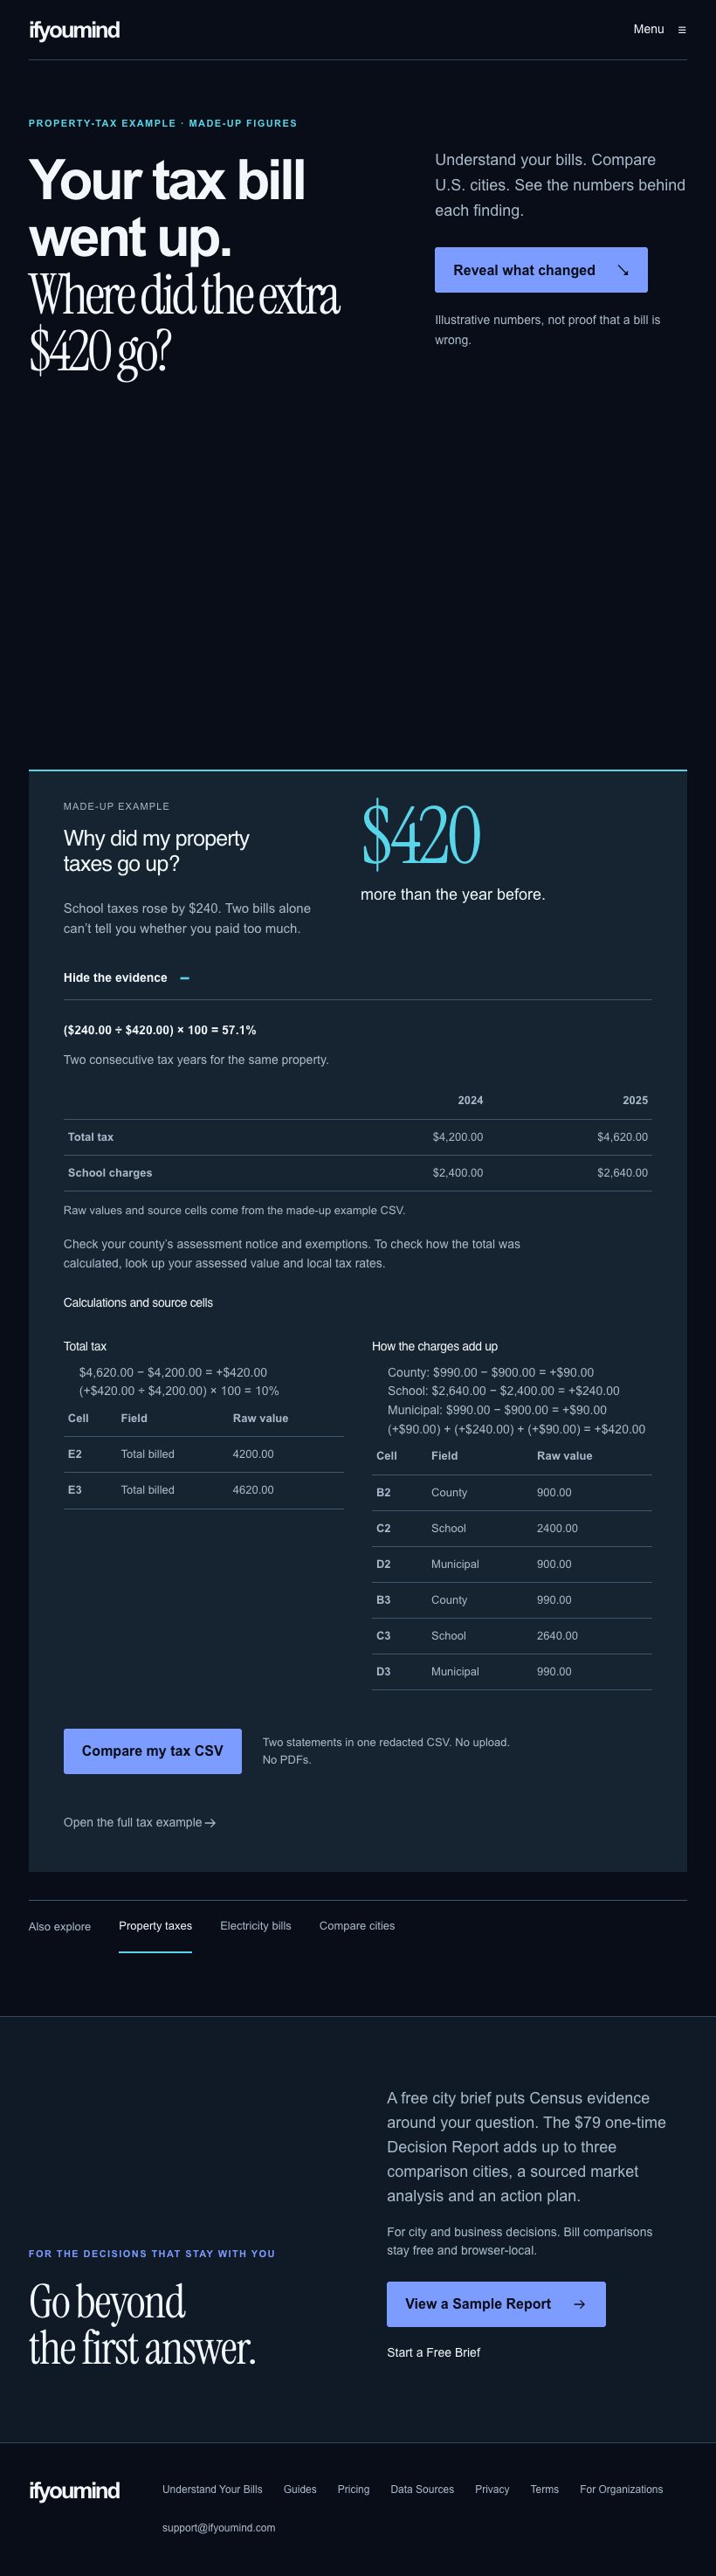 ifyoumind
Menu ≡
PROPERTY-TAX EXAMPLE · MADE-UP FIGURES
Your tax bill
went up.
Where did the extra
$420 go?
Understand your bills. Compare
U.S. cities. See the numbers behind
each finding.
Reveal what changed ↘
Illustrative numbers, not proof that a bill is
wrong.
MADE-UP EXAMPLE
Why did my property
taxes go up?
School taxes rose by $240. Two bills alone
can’t tell you whether you paid too much.
$420
more than the year before.
Hide the evidence −
($240.00 ÷ $420.00) × 100 = 57.1%
Two consecutive tax years for the same property.
2024 2025
Total tax $4,200.00 $4,620.00
School charges $2,400.00 $2,640.00
Raw values and source cells come from the made-up example CSV.
Check your county’s assessment notice and exemptions. To check how the total was
calculated, look up your assessed value and local tax rates.
Calculations and source cells
Total tax
$4,620.00 − $4,200.00 = +$420.00
(+$420.00 ÷ $4,200.00) × 100 = 10%
Cell Field Raw value
E2 Total billed 4200.00
E3 Total billed 4620.00
How the charges add up
County: $990.00 − $900.00 = +$90.00
School: $2,640.00 − $2,400.00 = +$240.00
Municipal: $990.00 − $900.00 = +$90.00
(+$90.00) + (+$240.00) + (+$90.00) = +$420.00
Cell Field Raw value
B2 County 900.00
C2 School 2400.00
D2 Municipal 900.00
B3 County 990.00
C3 School 2640.00
D3 Municipal 990.00
Compare my tax CSV
Two statements in one redacted CSV. No upload.
No PDFs.
Open the full tax example →
Also explore Property taxes Electricity bills Compare cities
FOR THE DECISIONS THAT STAY WITH YOU
Go beyond
the first answer.
A free city brief puts Census evidence
around your question. The $79 one-time
Decision Report adds up to three
comparison cities, a sourced market
analysis and an action plan.
For city and business decisions. Bill comparisons
stay free and browser-local.
View a Sample Report →
Start a Free Brief
ifyoumind
Understand Your Bills Guides Pricing Data Sources Privacy Terms For Organizations
support@ifyoumind.com